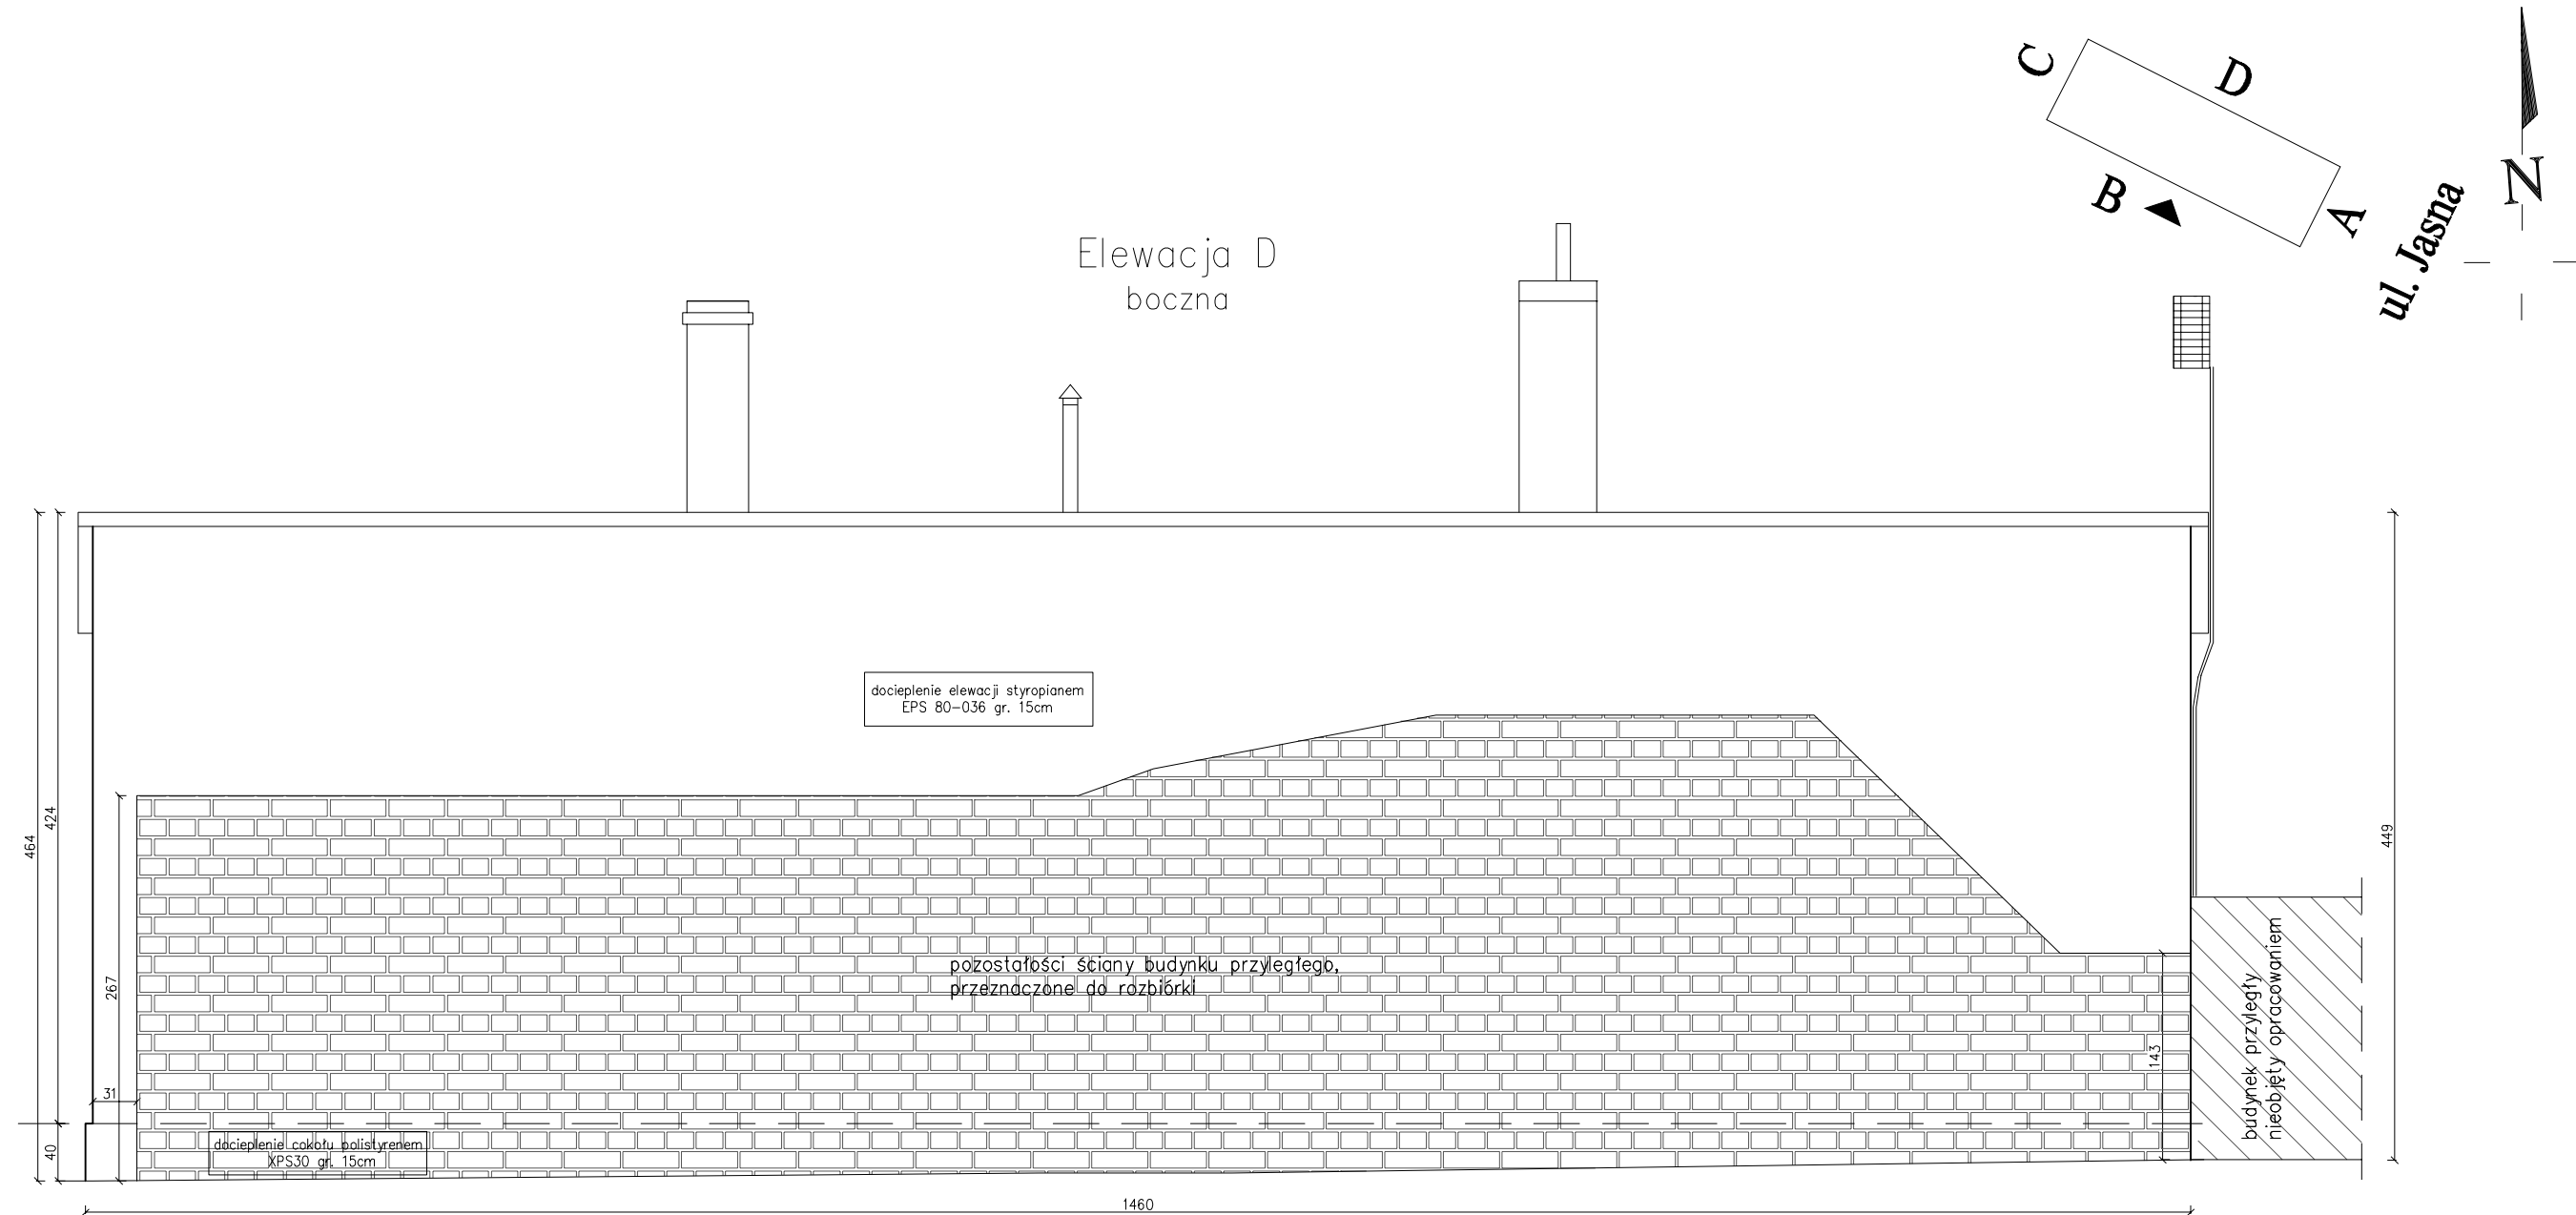 C
D
B
A
ul. Jasna
N
Elewacja D
boczna
docieplenie elewacji styropianem
EPS 80-036 gr. 15cm
464
424
449
267
pozostałości ściany budynku przyległego,
przeznaczone do rozbiórki
budynek przyległy
nieobjęty opracowaniem
143
31
40
docieplenie cokołu polistyrenem
XPS30 gr. 15cm
1460